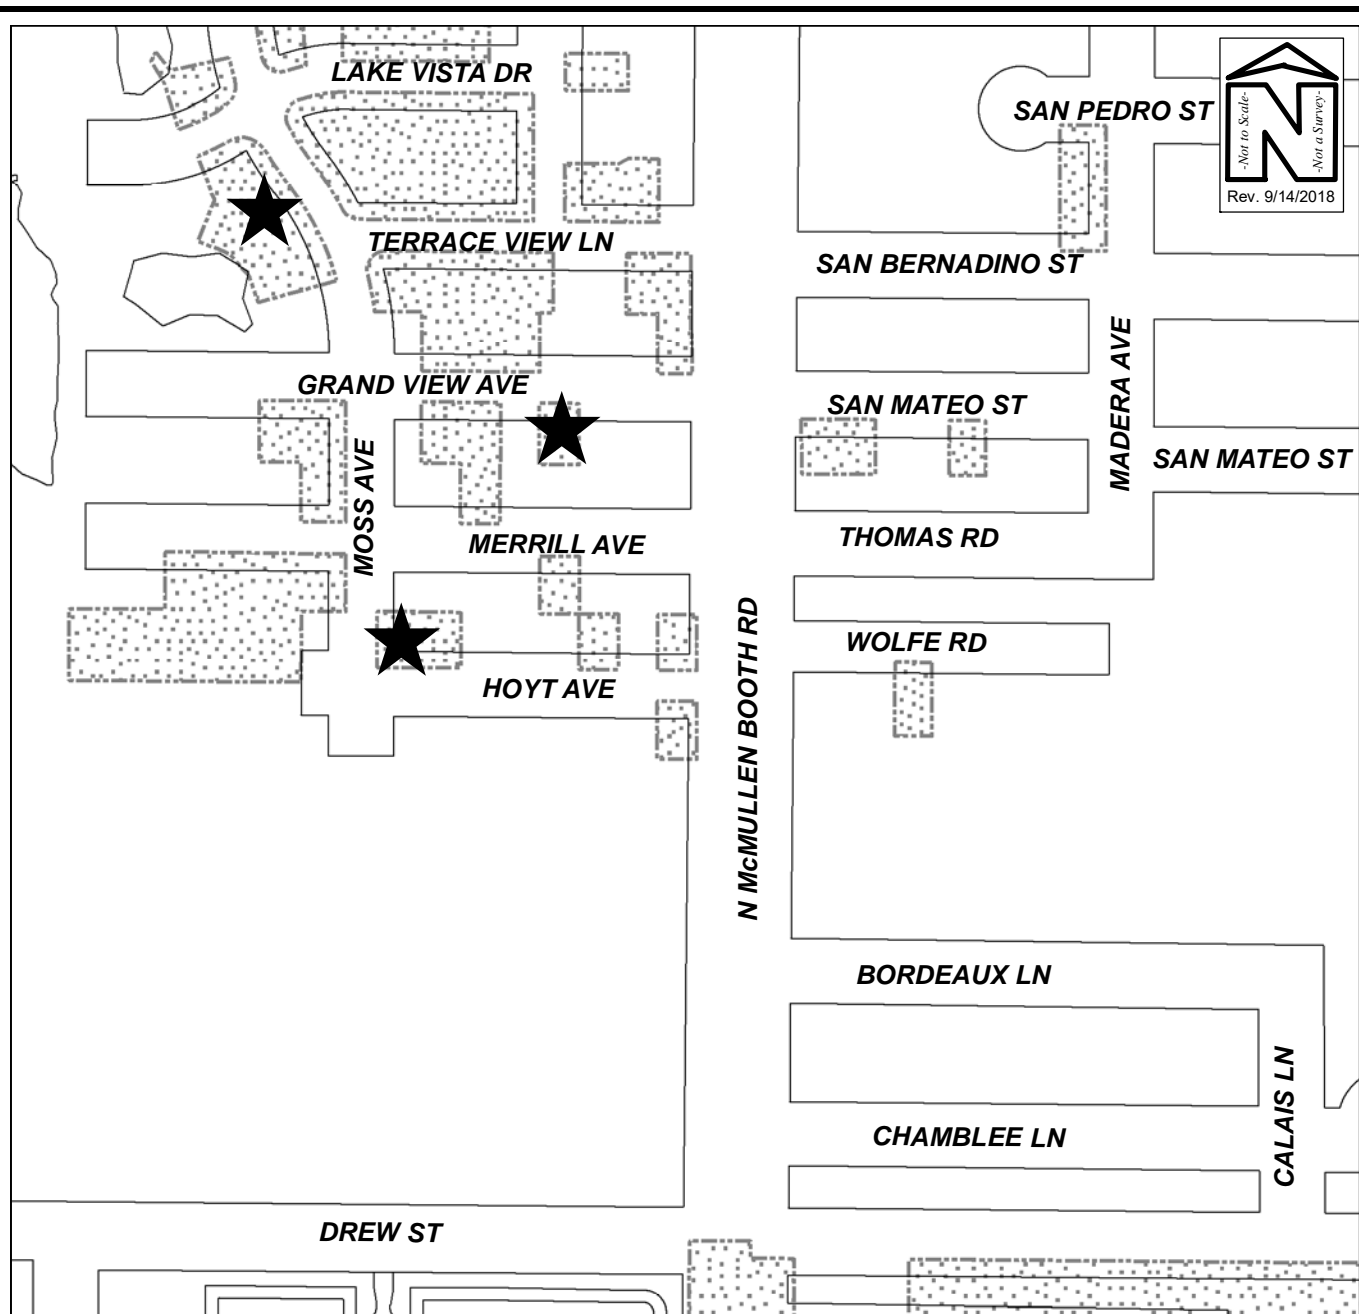 LAKE VISTA DR
SAN PEDRO ST
-Not to Scale-
N
-Not a Survey-
Rev. 9/14/2018
TERRACE VIEW LN
SAN BERNADINO ST
MADERA AVE
GRAND VIEW AVE
SAN MATEO ST
SAN MATEO ST
MOSS AVE
MERRILL AVE
THOMAS RD
WOLFE RD
HOYT AVE
N McMULLEN BOOTH RD
BORDEAUX LN
CALAIS LN
CHAMBLEE LN
DREW ST